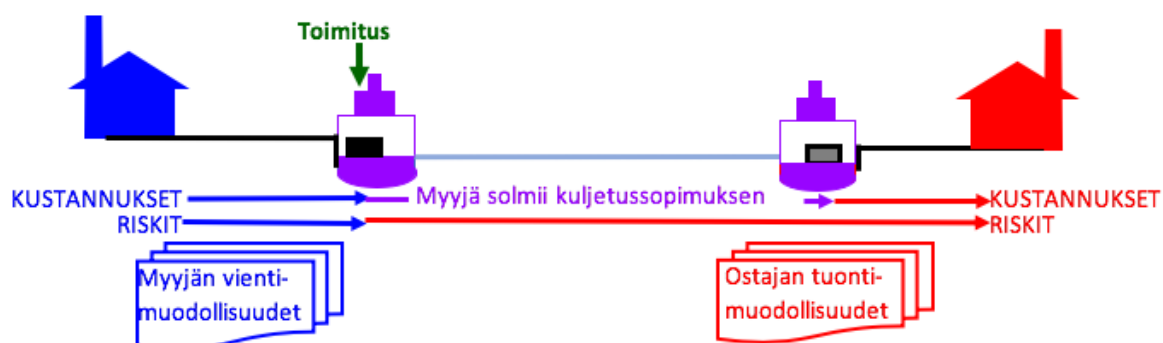 Toimitus
KUSTANNUKSET Myyjä solmii kuljetussopimuksen KUSTANNUKSET
RISKIT RISKIT
Myyjän vienti-
muodollisuudet
Ostajan tuonti-
muodollisuudet